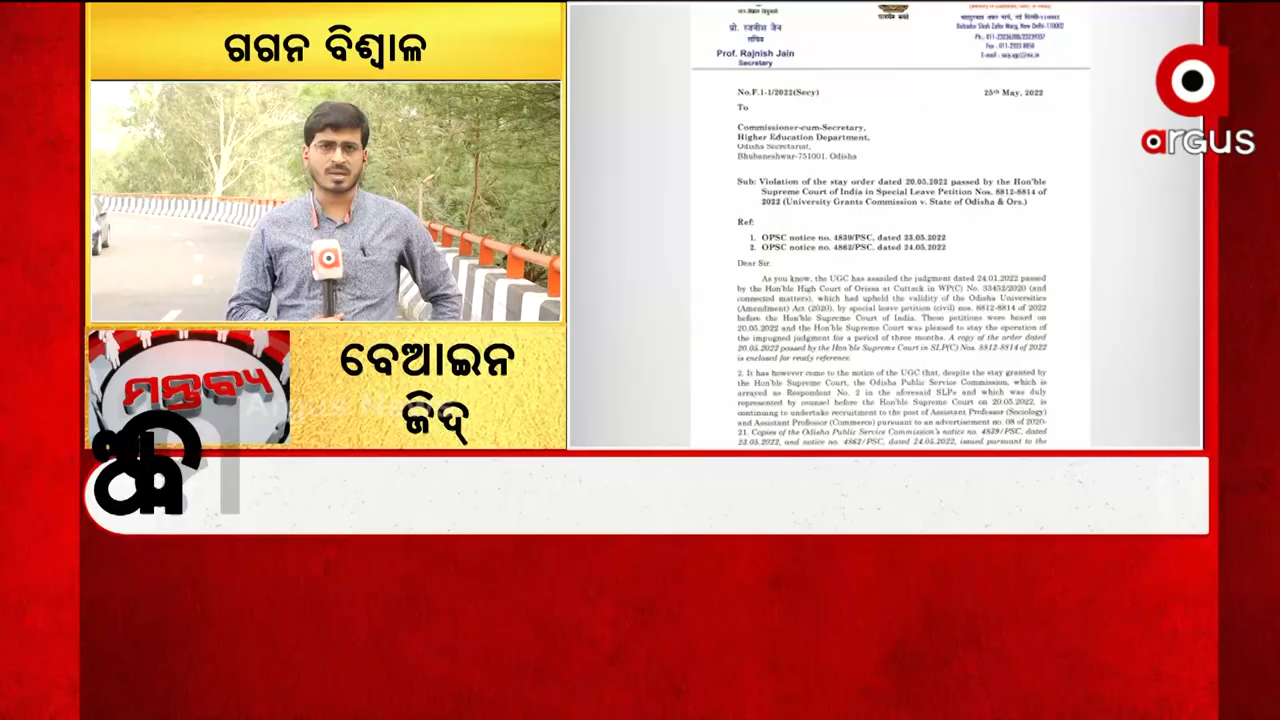 ଗଗନ ବିଶ୍ୱାଳ
ମନ୍ତବ୍ୟ
ବେଆଇନ
ଜିଦ୍
प्रो. रजनीश जैन
सचिव
Prof. Rajnish Jain
Secretary
बहादुरशाह ज़फ़र मार्ग, नई दिल्ली-110002
Bahadur Shah Zafar Marg, New Delhi-110002
No.F.1-1/2022(Secy)
25th May, 2022
To
Commissioner-cum-Secretary,
Higher Education Department,
Odisha Secretariat,
Bhubaneshwar-751001, Odisha
Sub: Violation of the stay order dated 20.05.2022 passed by the Hon'ble
Supreme Court of India in Special Leave Petition Nos. 8812-8814 of
2022 (University Grants Commission v. State of Odisha & Ors.)
Ref:
1. OPSC notice no. 4839/PSC, dated 23.05.2022
2. OPSC notice no. 4862/PSC, dated 24.05.2022
Dear Sir,
As you know, the UGC has assailed the judgment dated 24.01.2022 passed
by the Hon'ble High Court of Orissa at Cuttack in WP(C) No. 33452/2020 (and
connected matters), which had upheld the validity of the Odisha Universities
(Amendment) Act (2020), by special leave petition (civil) nos. 8812-8814 of 2022
before the Hon'ble Supreme Court of India. These petitions were heard on
20.05.2022 and the Hon'ble Supreme Court was pleased to stay the operation of
the impugned judgment for a period of three months. A copy of the order dated
20.05.2022 passed by the Hon'ble Supreme Court in SLP(C) Nos. 8812-8814 of 2022
is enclosed for ready reference.
2. It has however come to the notice of the UGC that, despite the stay granted by
the Hon'ble Supreme Court, the Odisha Public Service Commission, which is
arrayed as Respondent No. 2 in the aforesaid SLPs and which was duly
represented by counsel before the Hon'ble Supreme Court on 20.05.2022, is
continuing to undertake recruitment to the post of Assistant Professor (Sociology)
and Assistant Professor (Commerce) pursuant to an advertisement no. 08 of 2020-
21. Copies of the Odisha Public Service Commission's notice no. 4839/PSC, dated
23.05.2022, and notice no. 4862/PSC, dated 24.05.2022, issued pursuant to the
argus